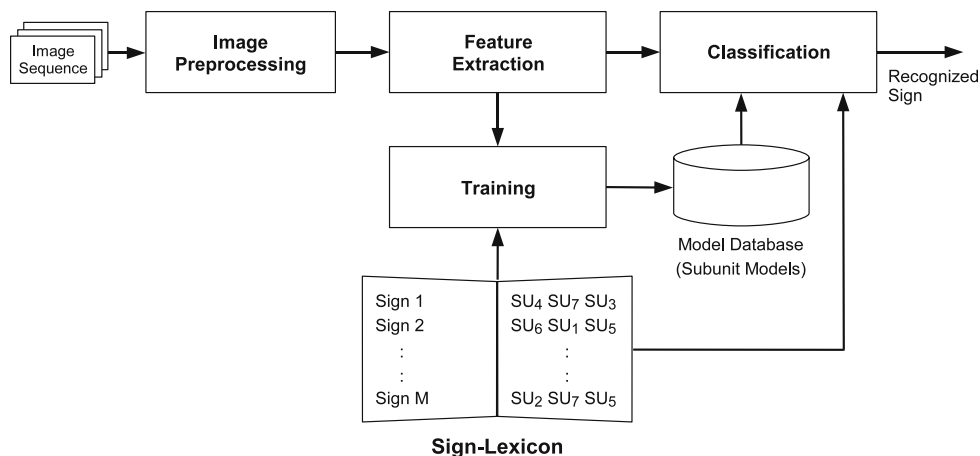 Image
Sequence
Image
Preprocessing
Feature
Extraction
Classification
Recognized
Sign
Training
Model Database
(Subunit Models)
Sign 1 SU4 SU7 SU3
Sign 2 SU6 SU1 SU5
: :
: :
Sign M SU2 SU7 SU5
Sign-Lexicon